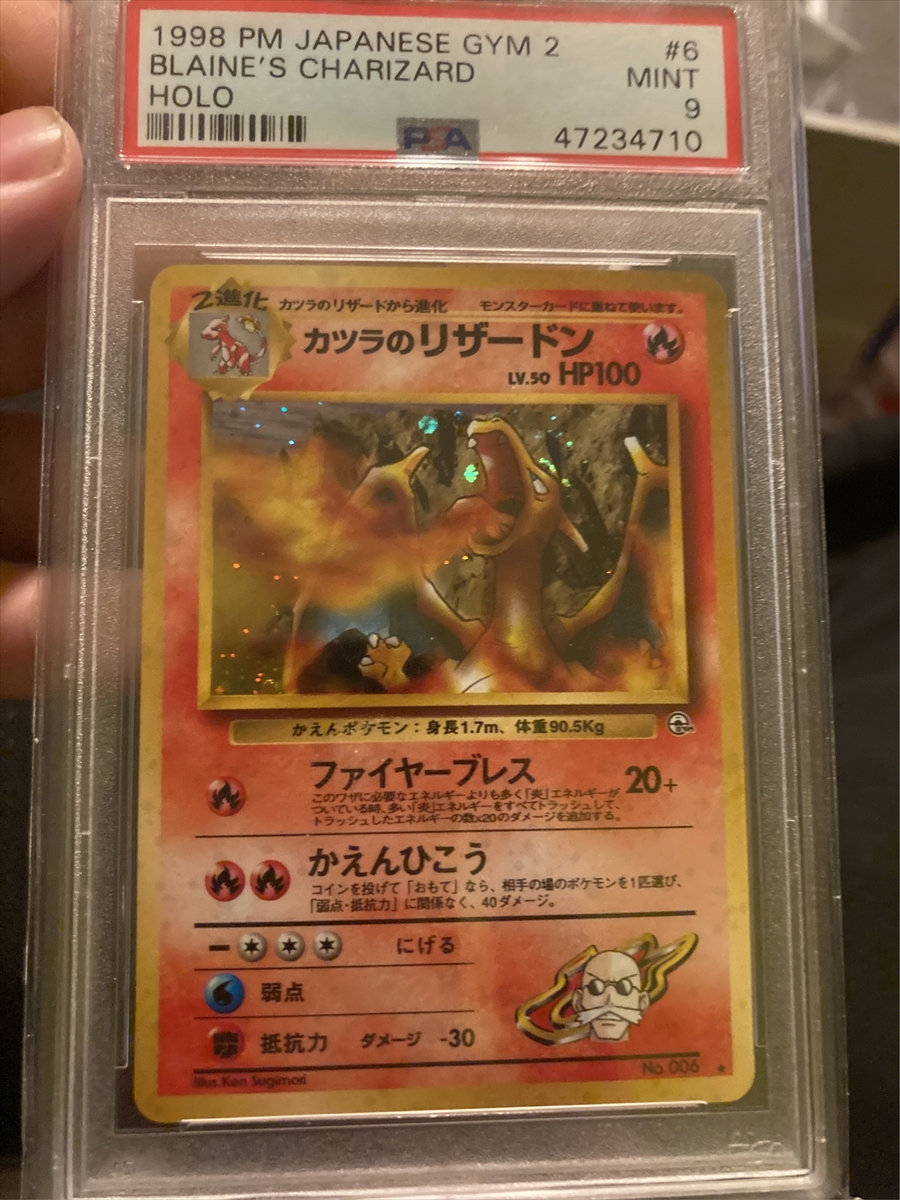 1998 PM JAPANESE GYM 2 #6
BLAINE'S CHARIZARD MINT
HOLO 9
PSA 47234710
2進化 カツラのリザードから進化 モンスターカードに重ねて使います。
カツラのリザードン
LV.50 HP100
かえんポケモン：身長1.7m、体重90.5Kg
ファイヤーブレス 20+
このワザに必要なエネルギーよりも多く「炎」エネルギーが
ついている時、多い「炎」エネルギーをすべてトラッシュして、
トラッシュしたエネルギーの数×20のダメージを追加する。
かえんひこう
コインを投げて「おもて」なら、相手の場のポケモンを1匹選び、
「弱点・抵抗力」に関係なく、40ダメージ。
にげる
弱点
抵抗力 ダメージ -30
No.006 ★
Illus.Ken Sugimori